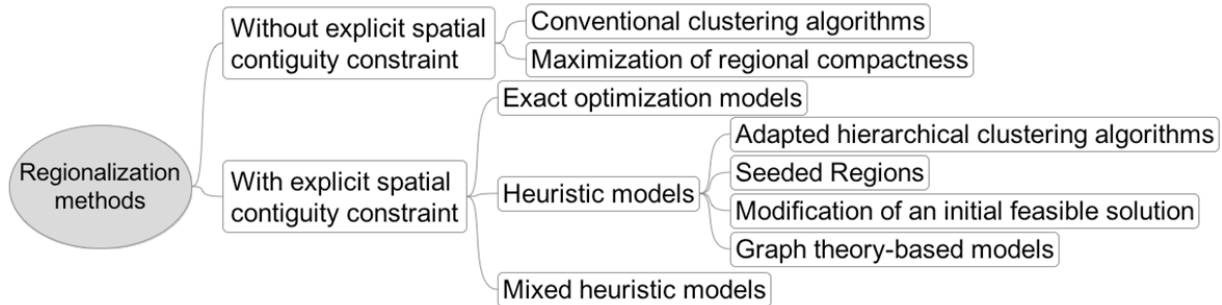 Regionalization
methods
Without explicit spatial
contiguity constraint
Conventional clustering algorithms
Maximization of regional compactness
With explicit spatial
contiguity constraint
Exact optimization models
Heuristic models
Adapted hierarchical clustering algorithms
Seeded Regions
Modification of an initial feasible solution
Graph theory-based models
Mixed heuristic models